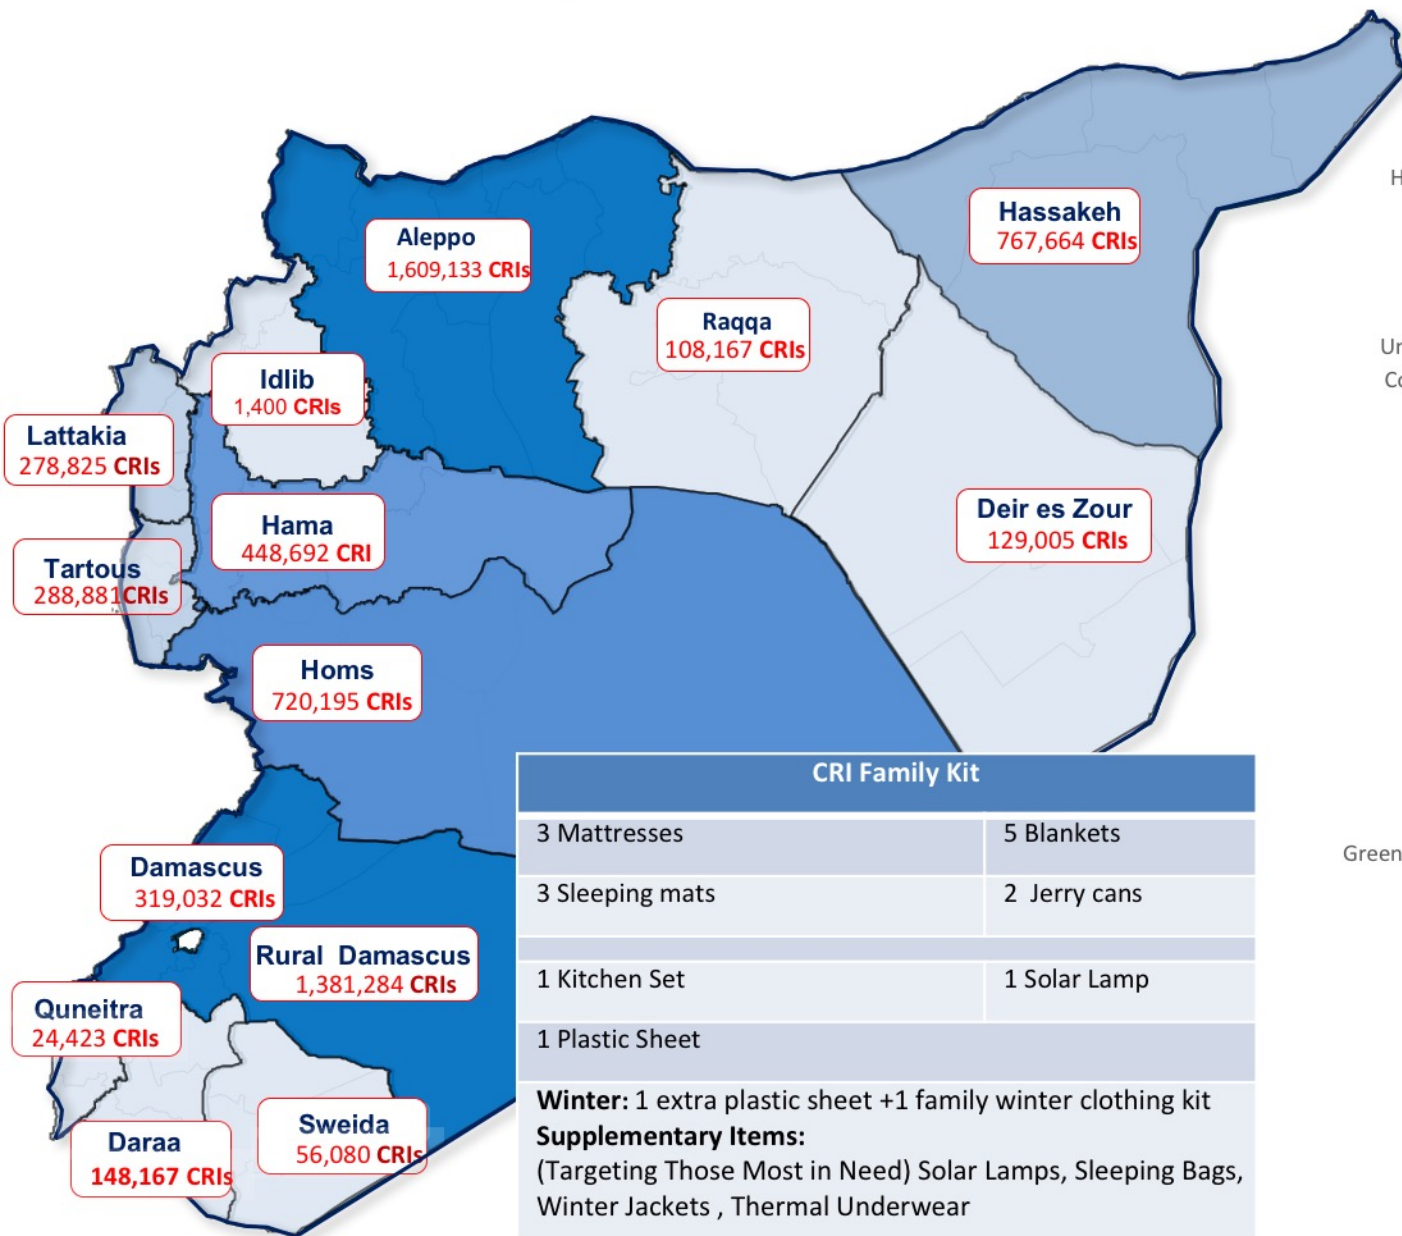 Aleppo
1,609,133 CRIs
Hassakeh
767,664 CRIs
Raqqa
108,167 CRIs
Idlib
1,400 CRIs
Lattakia
278,825 CRIs
Hama
448,692 CRI
Deir es Zour
129,005 CRIs
Tartous
288,881CRIs
Homs
720,195 CRIs
Damascus
319,032 CRIs
Rural Damascus
1,381,284 CRIs
Quneitra
24,423 CRIs
Daraa
148,167 CRIs
Sweida
56,080 CRIs
CRI Family Kit
3 Mattresses
5 Blankets
3 Sleeping mats
2 Jerry cans
1 Kitchen Set
1 Solar Lamp
1 Plastic Sheet
Winter: 1 extra plastic sheet +1 family winter clothing kit
Supplementary Items:
(Targeting Those Most in Need) Solar Lamps, Sleeping Bags,
Winter Jackets , Thermal Underwear
H
Co
Green